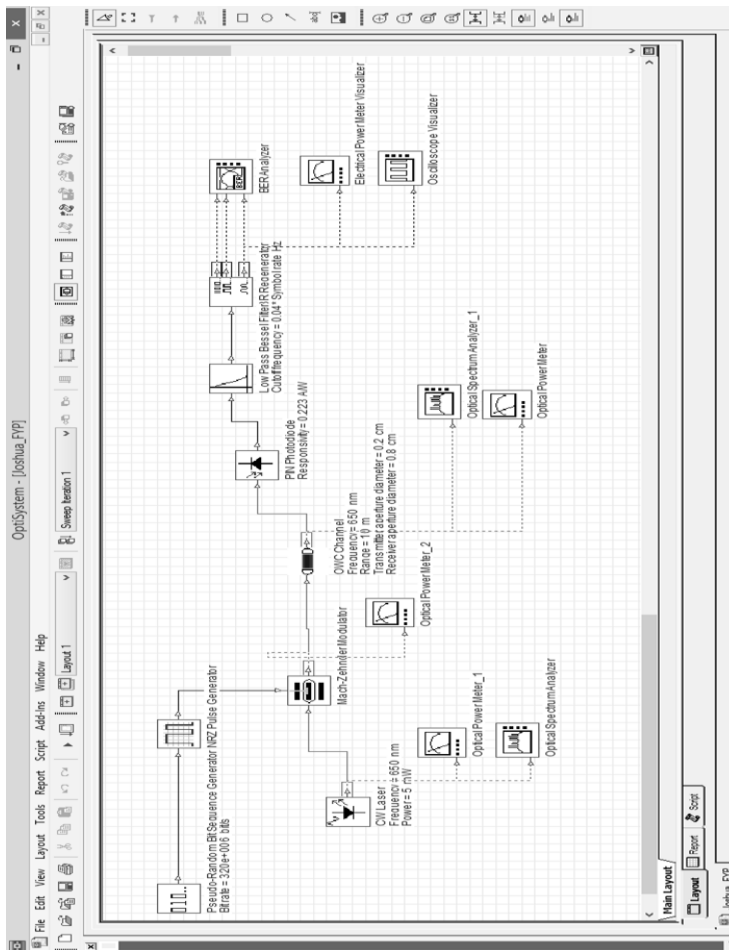 OptiSystem - [Joshua_FYP]
File Edit View Layout Tools Report Script Add-Ins Window Help
Layout 1
Sweep Iteration 1
Pseudo-Random Bit Sequence Generator NRZ Pulse Generator
Bitrate = 320e+006 bits
CW Laser
Frequency = 650 nm
Power = 5 mW
Optical Power Meter_1
Optical Spectrum Analyzer
Mach-Zehnder Modulator
Optical Power Meter_2
OWC Channel
Frequency = 650 nm
Range = 10 m
Transmitter aperture diameter = 0.2 cm
Receiver aperture diameter = 0.8 cm
PIN Photodiode
Responsivity = 0.223 A/W
Optical Spectrum Analyzer_1
Optical Power Meter
Low Pass Bessel Filter3R Regenerator
Cutoff frequency = 0.04* Symbol rate Hz
BER
BER Analyzer
Electrical Power Meter Visualizer
Oscilloscope Visualizer
Main Layout
Layout
Report
Script
Joshua_FYP